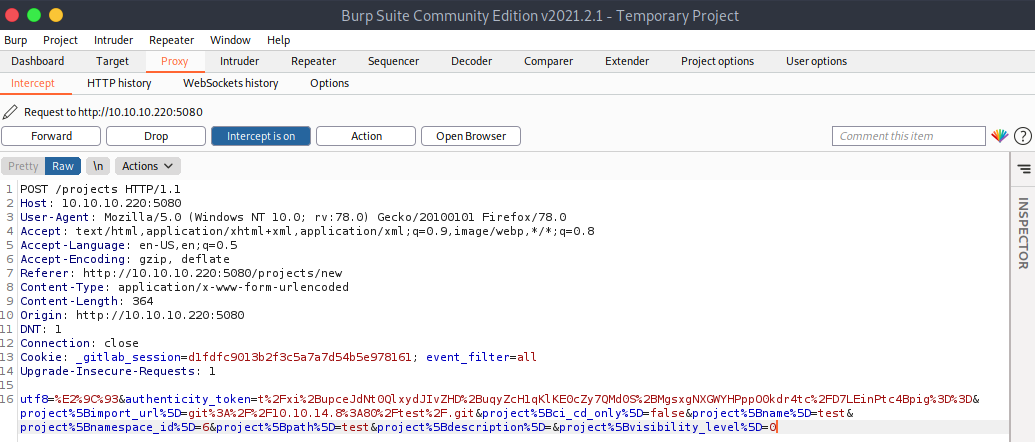 Burp Suite Community Edition v2021.2.1 - Temporary Project
Burp Project Intruder Repeater Window Help
Dashboard Target Proxy Intruder Repeater Sequencer Decoder Comparer Extender Project options User options
Intercept HTTP history WebSockets history Options
Request to http://10.10.10.220:5080
Forward Drop Intercept is on Action Open Browser Comment this item
Pretty Raw \n Actions
1 POST /projects HTTP/1.1
2 Host: 10.10.10.220:5080
3 User-Agent: Mozilla/5.0 (Windows NT 10.0; rv:78.0) Gecko/20100101 Firefox/78.0
4 Accept: text/html,application/xhtml+xml,application/xml;q=0.9,image/webp,*/*;q=0.8
5 Accept-Language: en-US,en;q=0.5
6 Accept-Encoding: gzip, deflate
7 Referer: http://10.10.10.220:5080/projects/new
8 Content-Type: application/x-www-form-urlencoded
9 Content-Length: 364
10 Origin: http://10.10.10.220:5080
11 DNT: 1
12 Connection: close
13 Cookie: _gitlab_session=d1fdfc9013b2f3c5a7a7d54b5e978161; event_filter=all
14 Upgrade-Insecure-Requests: 1
15
16 utf8=%E2%9C%93&authenticity_token=t%2Fxi%2BupceJdNt0QlxydJIvZHD%2BuqyZcH1qKlKE0cZy7QMd0S%2BMgsxgNXGWYHPppO0kdr4tc%2FD7LEinPtc4Bpig%3D%3D&
project%5Bimport_url%5D=git%3A%2F%2F10.10.14.8%3A80%2Ftest%2F.git&project%5Bci_cd_only%5D=false&project%5Bname%5D=test&
project%5Bnamespace_id%5D=6&project%5Bpath%5D=test&project%5Bdescription%5D=&project%5Bvisibility_level%5D=0
INSPECTOR